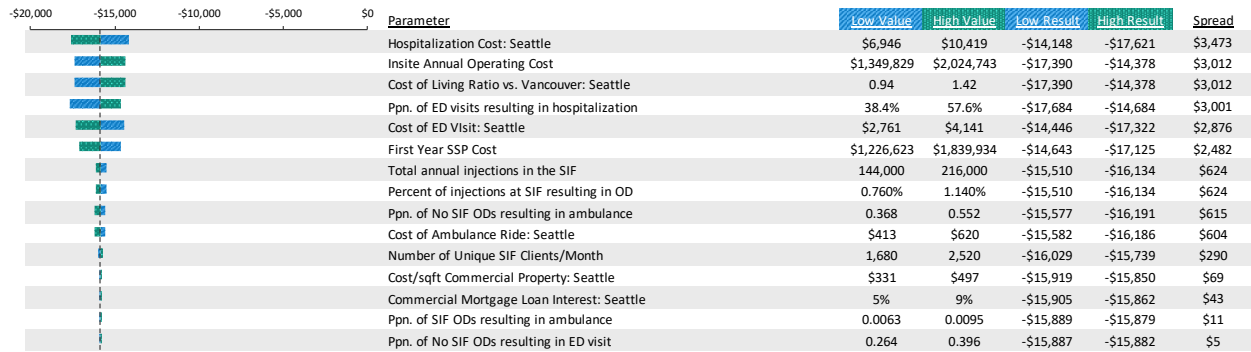 -$20,000 -$15,000 -$10,000 -$5,000 $0
Parameter Low Value High Value Low Result High Result Spread
Hospitalization Cost: Seattle $6,946 $10,419 -$14,148 -$17,621 $3,473
Insite Annual Operating Cost $1,349,829 $2,024,743 -$17,390 -$14,378 $3,012
Cost of Living Ratio vs. Vancouver: Seattle 0.94 1.42 -$17,390 -$14,378 $3,012
Ppn. of ED visits resulting in hospitalization 38.4% 57.6% -$17,684 -$14,684 $3,001
Cost of ED VIsit: Seattle $2,761 $4,141 -$14,446 -$17,322 $2,876
First Year SSP Cost $1,226,623 $1,839,934 -$14,643 -$17,125 $2,482
Total annual injections in the SIF 144,000 216,000 -$15,510 -$16,134 $624
Percent of injections at SIF resulting in OD 0.760% 1.140% -$15,510 -$16,134 $624
Ppn. of No SIF ODs resulting in ambulance 0.368 0.552 -$15,577 -$16,191 $615
Cost of Ambulance Ride: Seattle $413 $620 -$15,582 -$16,186 $604
Number of Unique SIF Clients/Month 1,680 2,520 -$16,029 -$15,739 $290
Cost/sqft Commercial Property: Seattle $331 $497 -$15,919 -$15,850 $69
Commercial Mortgage Loan Interest: Seattle 5% 9% -$15,905 -$15,862 $43
Ppn. of SIF ODs resulting in ambulance 0.0063 0.0095 -$15,889 -$15,879 $11
Ppn. of No SIF ODs resulting in ED visit 0.264 0.396 -$15,887 -$15,882 $5